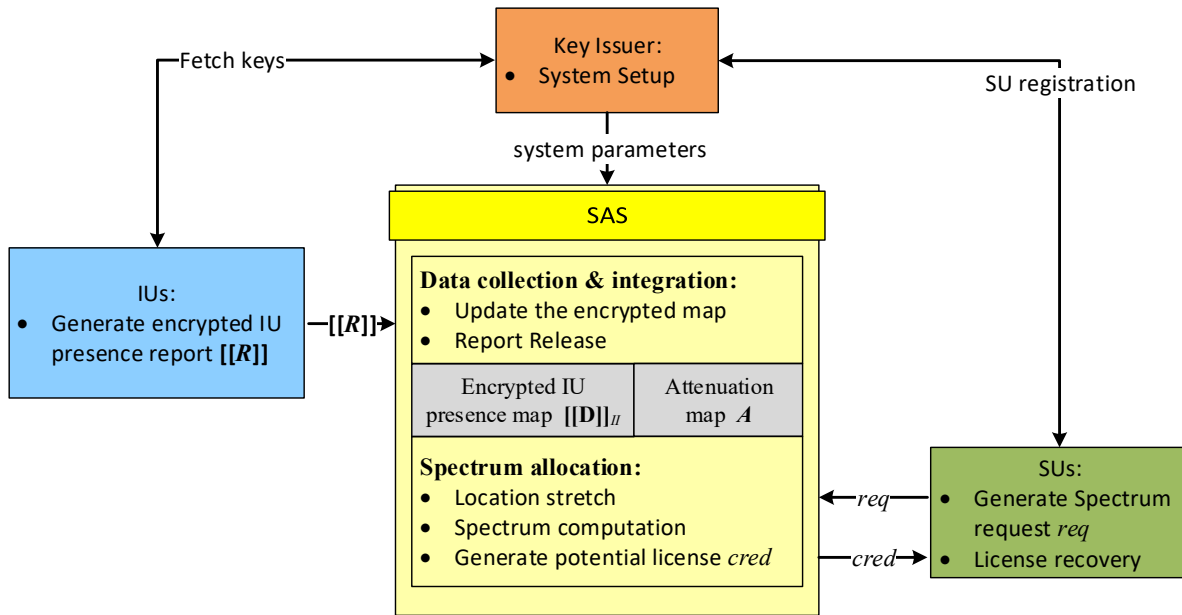 Key Issuer:
• System Setup
Fetch keys
SU registration
system parameters
SAS
IUs:
• Generate encrypted IU
presence report [[R]]
[[R]]
Data collection & integration:
• Update the encrypted map
• Report Release
Encrypted IU
presence map [[D]]II
Attenuation
map A
Spectrum allocation:
• Location stretch
• Spectrum computation
• Generate potential license cred
req
cred
SUs:
• Generate Spectrum
request req
• License recovery